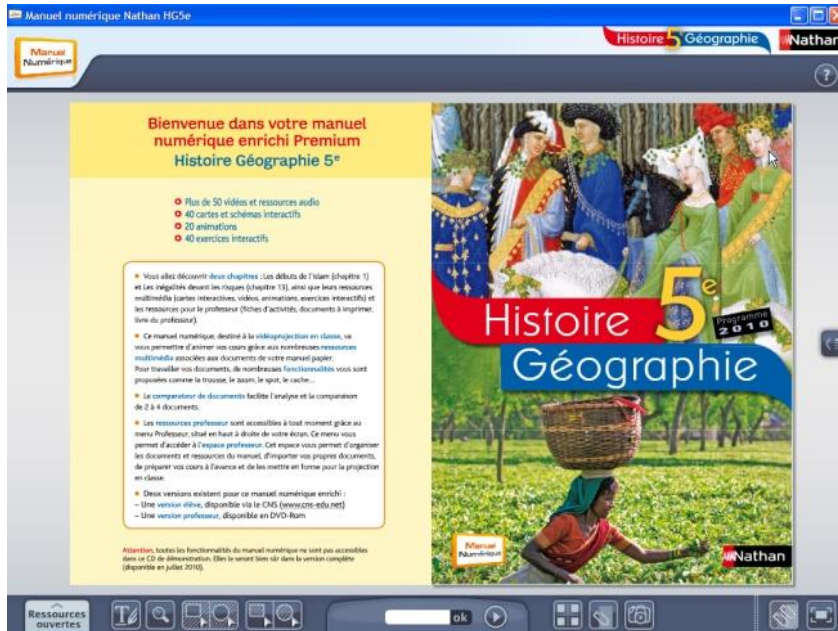 Manuel numérique Nathan HG5e
Histoire 5e Géographie
Nathan
Manuel
Numérique
?
Bienvenue dans votre manuel
numérique enrichi Premium
Histoire Géographie 5e
Plus de 50 vidéos et ressources audio
40 cartes et schémas interactifs
20 animations
40 exercices interactifs
Vous allez découvrir deux chapitres : Les débuts de l'Islam (chapitre 1)
et Les inégalités devant les risques (chapitre 13), ainsi que leurs ressources
multimédia (cartes interactives, vidéos, animations, exercices interactifs) et
les ressources pour le professeur (fiches d'activités, documents à imprimer,
livre du professeur).
Ce manuel numérique, destiné à la vidéoprojection en classe, va
vous permettre d'animer vos cours grâce aux nombreuses ressources
multimédia associées aux documents de votre manuel papier.
Pour travailler vos documents, de nombreuses fonctionnalités vous sont
proposées comme la trousse, le zoom, le spot, le cache...
Le comparateur de documents facilite l'analyse et la comparaison
de 2 à 4 documents.
Les ressources professeur sont accessibles à tout moment grâce au
menu Professeur, situé en haut à droite de votre écran. Ce menu vous
permet d'accéder à l'espace professeur. Cet espace vous permet d'organiser
les documents et ressources du manuel, d'importer vos propres documents,
de préparer vos cours à l'avance et de les mettre en forme pour la projection
en classe.
Deux versions existent pour ce manuel numérique enrichi :
– Une version élève, disponible via le CNS (www.cns-edu.net)
– Une version professeur, disponible en DVD-Rom
Attention, toutes les fonctionnalités du manuel numérique ne sont pas accessibles
dans ce CD de démonstration. Elles le seront bien sûr dans la version complète
(disponible en juillet 2010).
Histoire 5e
Programme
2010
Géographie
Manuel
Numérique
Nathan
Ressources
ouvertes
T
ok